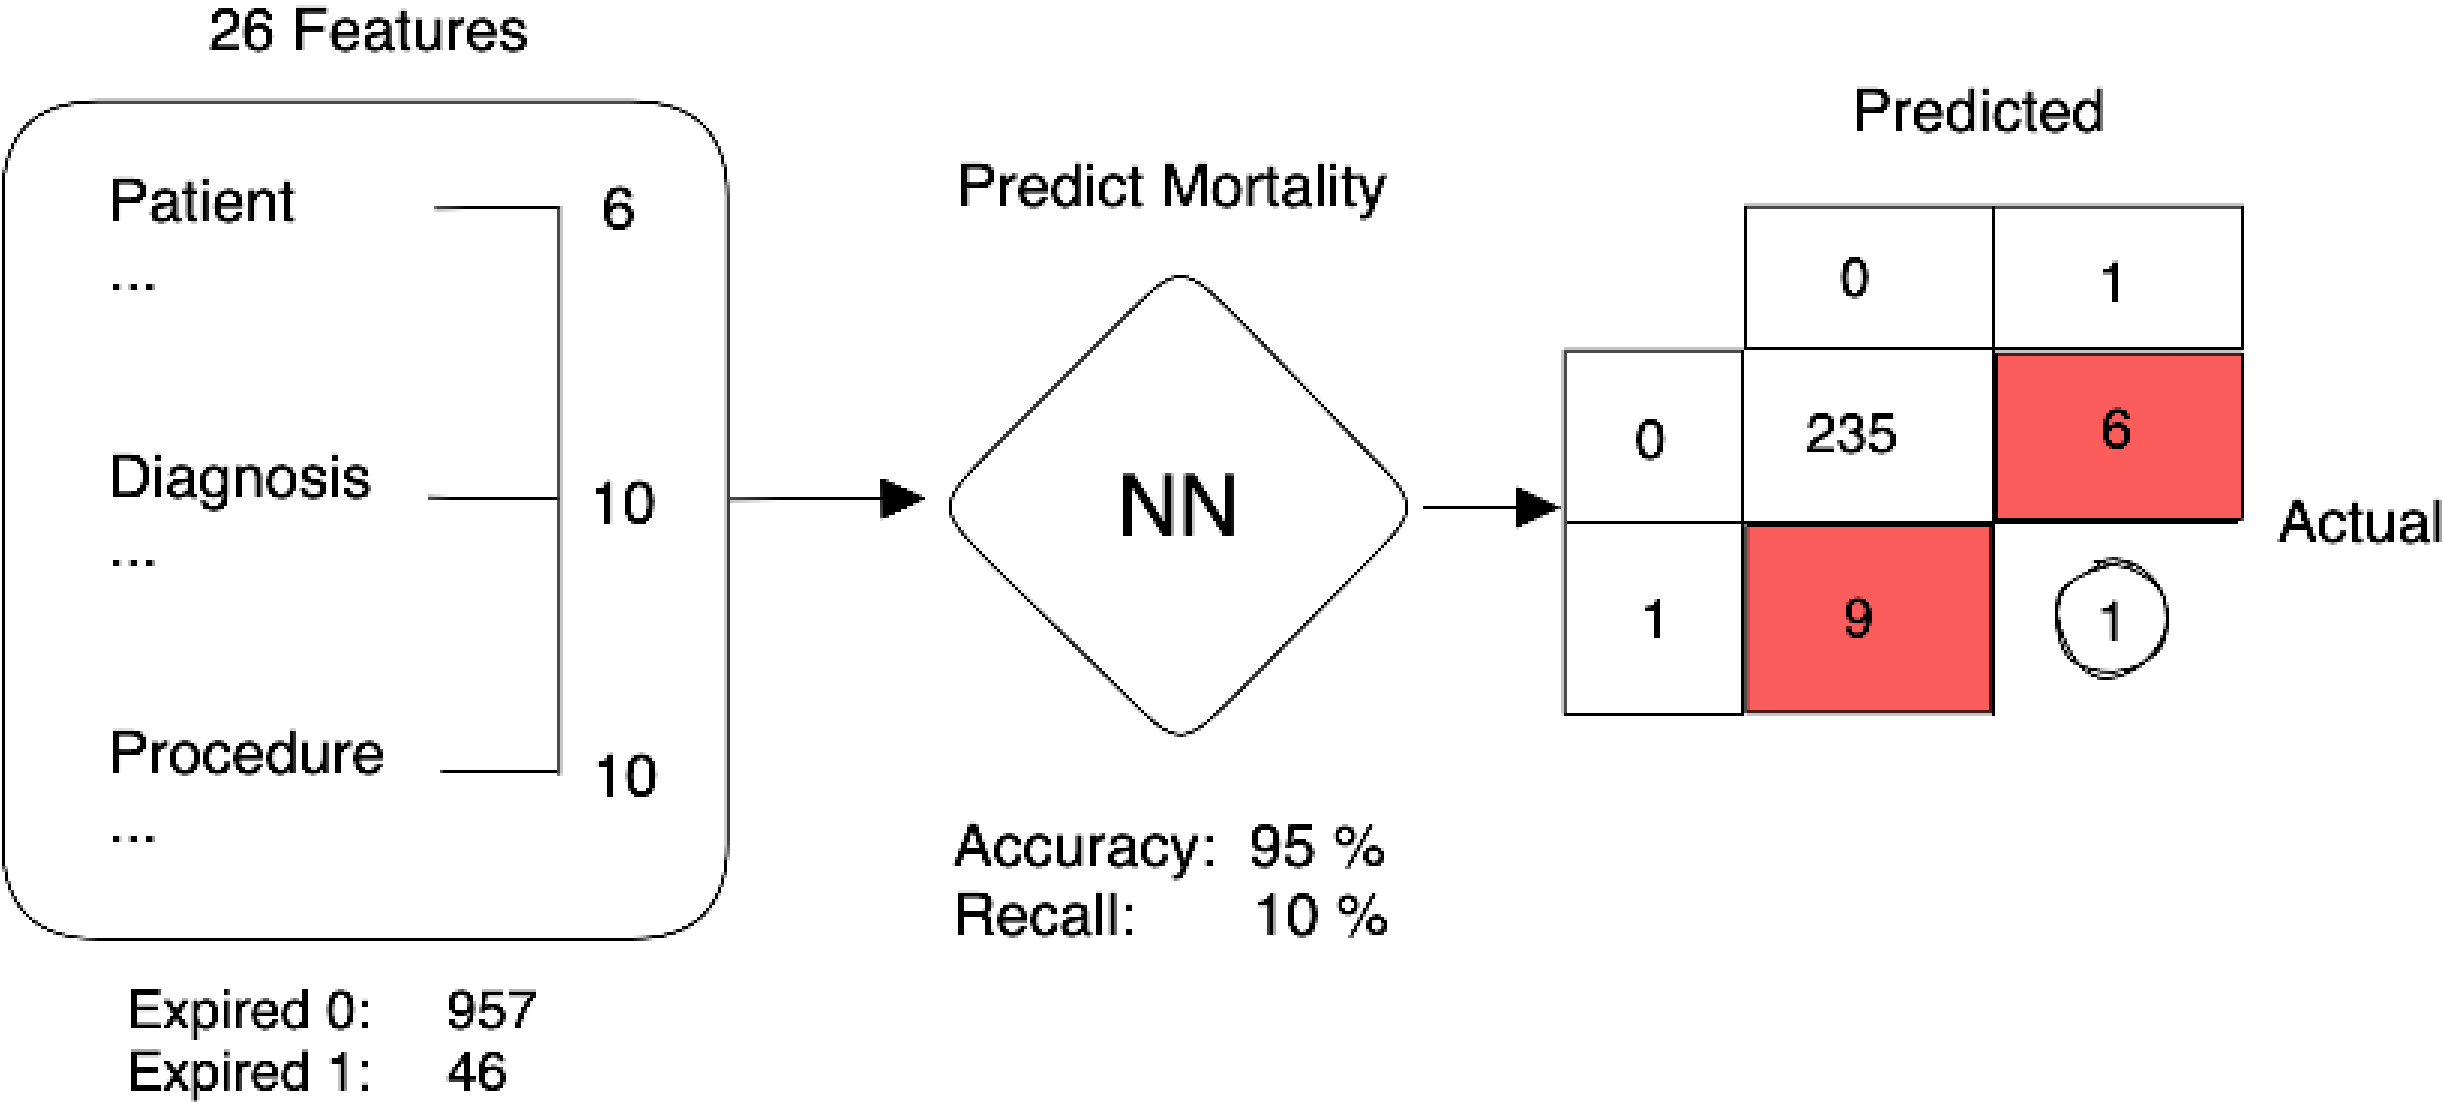 26 Features
Patient 6
...
Diagnosis 10
...
Procedure 10
...
Expired 0: 957
Expired 1: 46
Predict Mortality
NN
Accuracy: 95 %
Recall: 10 %
Predicted
0 1
0 235 6
Actual
1 9 1